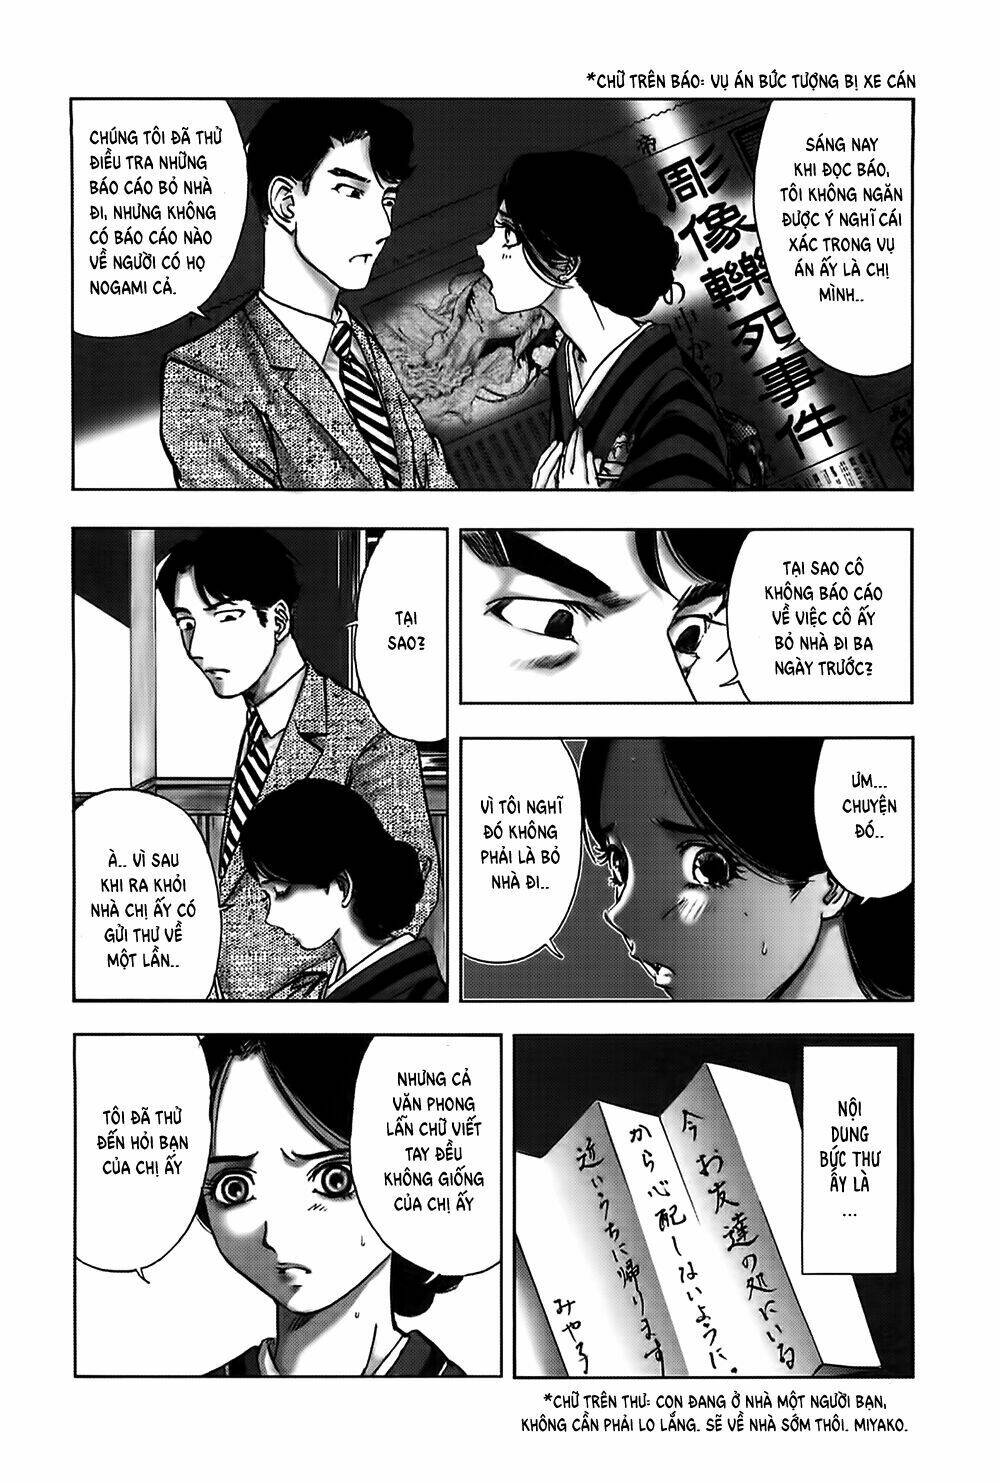 *CHỮ TRÊN BÁO: VỤ ÁN BỨC TƯỢNG BỊ XE CÁN
SÁNG NAY
KHI ĐỌC BÁO,
TÔI KHÔNG NGĂN
ĐƯỢC Ý NGHĨ CÁI
XÁC TRONG VỤ
ÁN ẤY LÀ CHỊ
MÌNH..
彫像轢死事件
の中から
帝
CHÚNG TÔI ĐÃ THỬ
ĐIỀU TRA NHỮNG
BÁO CÁO BỎ NHÀ
ĐI, NHƯNG KHÔNG
CÓ BÁO CÁO NÀO
VỀ NGƯỜI CÓ HỌ
NOGAMI CẢ.
TẠI SAO CÔ
KHÔNG BÁO CÁO
VỀ VIỆC CÔ ẤY
BỎ NHÀ ĐI BA
NGÀY TRƯỚC?
ƯM...
CHUYỆN
ĐÓ..
VÌ TÔI NGHĨ
ĐÓ KHÔNG
PHẢI LÀ BỎ
NHÀ ĐI..
TẠI
SAO?
À.. VÌ SAU
KHI RA KHỎI
NHÀ CHỊ ẤY CÓ
GỬI THƯ VỀ
MỘT LẦN..
NỘI
DUNG
BỨC THƯ
ẤY LÀ
...
今お友達の処にいる
から心配しないように.
近いうちに帰ります
みや子
*CHỮ TRÊN THƯ: CON ĐANG Ở NHÀ MỘT NGƯỜI BẠN,
KHÔNG CẦN PHẢI LO LẮNG. SẼ VỀ NHÀ SỚM THÔI. MIYAKO.
NHƯNG CẢ
VĂN PHONG
LẪN CHỮ VIẾT
TAY ĐỀU
KHÔNG GIỐNG
CỦA CHỊ ẤY
TÔI ĐÃ THỬ
ĐẾN HỎI BẠN
CỦA CHỊ ẤY